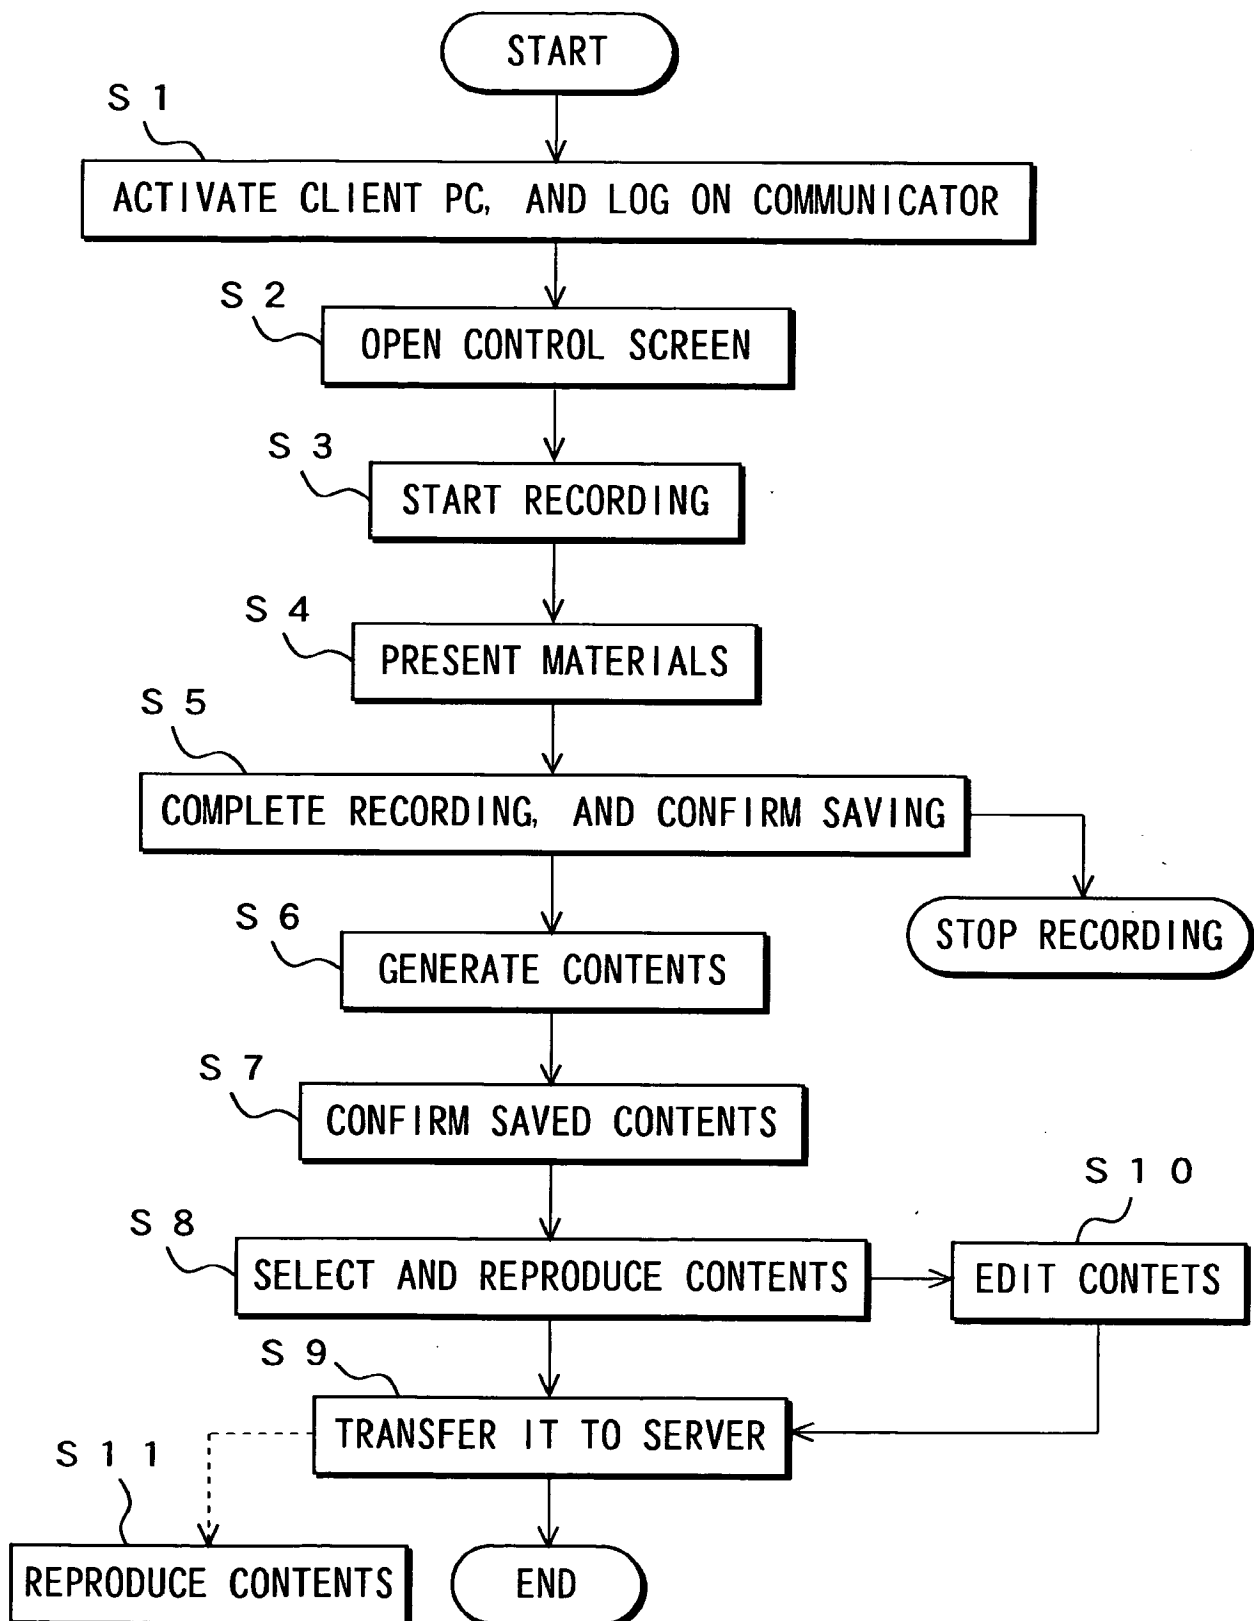 START
S 1
ACTIVATE CLIENT PC, AND LOG ON COMMUNICATOR
S 2
OPEN CONTROL SCREEN
S 3
START RECORDING
S 4
PRESENT MATERIALS
S 5
COMPLETE RECORDING, AND CONFIRM SAVING
S 6
STOP RECORDING
GENERATE CONTENTS
S 7
CONFIRM SAVED CONTENTS
S 8
S 1 0
SELECT AND REPRODUCE CONTENTS
EDIT CONTETS
S 9
TRANSFER IT TO SERVER
S 1 1
REPRODUCE CONTENTS
END